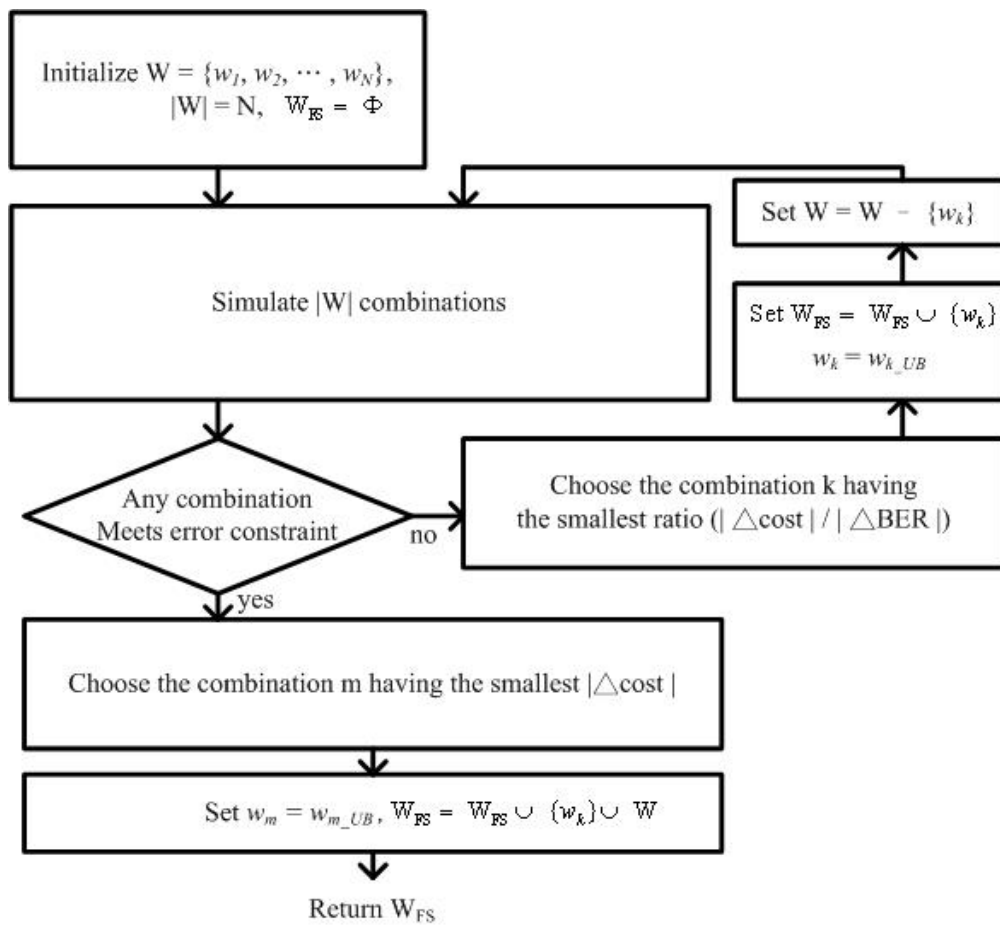 Initialize W = {w1, w2, ⋯ , wN},
|W| = N, WFS = Φ
Simulate |W| combinations
Any combination
Meets error constraint
no
yes
Choose the combination k having
the smallest ratio (| △cost | / | △BER |)
Set WFS = WFS ∪ {wk}
wk = wk_UB
Set W = W - {wk}
Choose the combination m having the smallest |△cost |
Set wm = wm_UB, WFS = WFS ∪ {wk} ∪ W
Return WFS